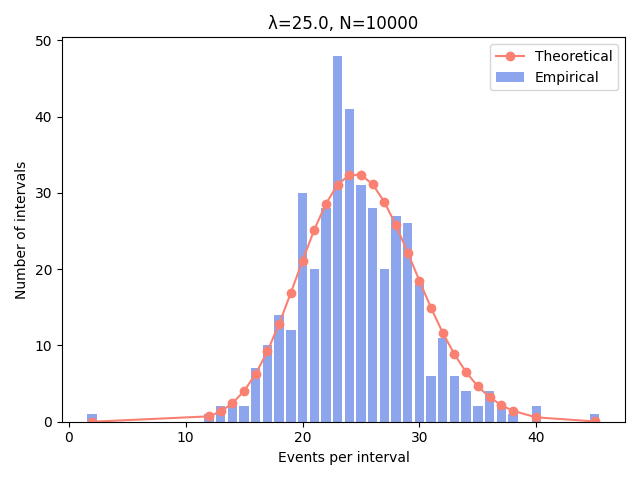 λ=25.0, N=10000
50
40
30
20
10
0
Number of intervals
Theoretical
Empirical
0
10
20
30
40
Events per interval